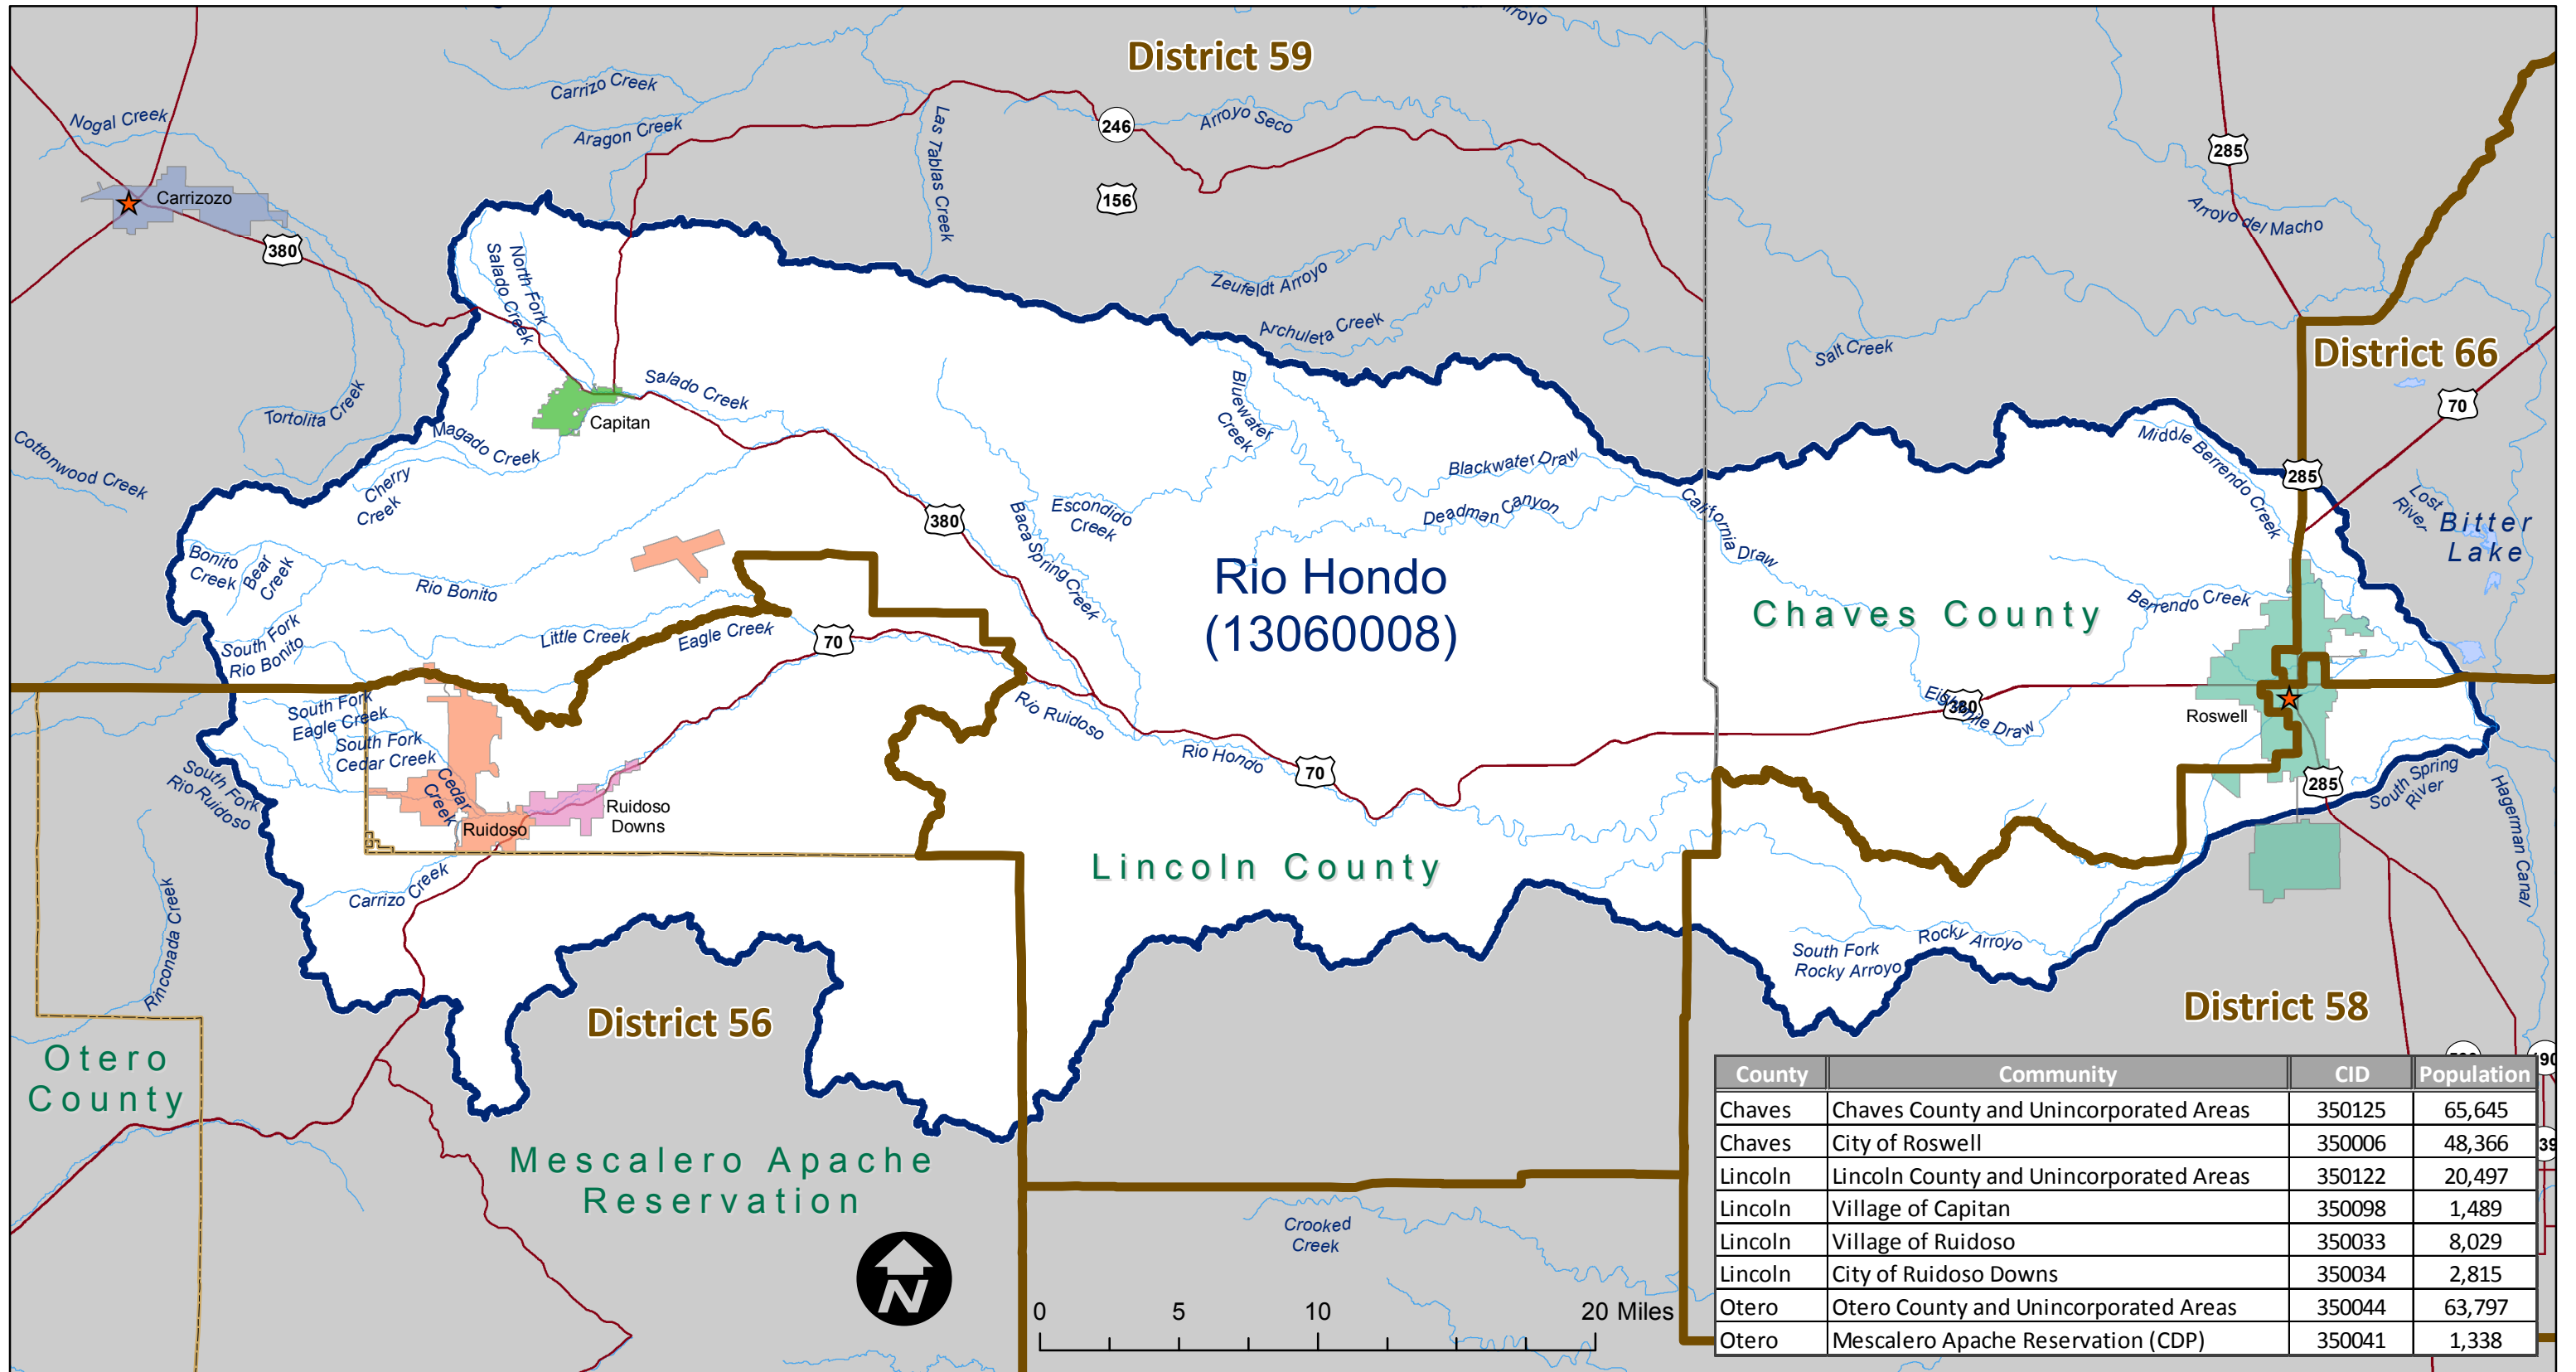 Arroyo
District 59
Carrizo Creek
Nogal Creek
Aragon Creek
Las Tablas Creek
246
Arroyo Seco
285
156
Carrizozo
Arroyo del Macho
380
North Fork
Salado Creek
Zeufeldt Arroyo
Archuleta Creek
Salt Creek
District 66
Salado Creek
70
Tortolita Creek
Capitan
Bluewater
Creek
Magado Creek
Middle Berrendo Creek
Cottonwood Creek
Cherry
Creek
Blackwater Draw
285
Lost
River
Bitter
Lake
380
Escondido
Creek
Deadman Canyon
California Draw
Baca Spring Creek
Bonito
Creek
Bear
Creek
Rio Bonito
Rio Hondo
(13060008)
Chaves County
Berrendo Creek
South Fork
Rio Bonito
Little Creek
Eagle Creek
70
South Fork
Eagle Creek
South Fork
Cedar Creek
Rio Ruidoso
380
Draw
Roswell
Rio Hondo
70
South Fork
Rio Ruidoso
Cedar
Creek
Ruidoso
Ruidoso
Downs
285
South Spring
River
Hagerman Canal
Lincoln County
Carrizo Creek
Rinconada Creek
South Fork
Rocky Arroyo
Rocky Arroyo
District 56
District 58
Otero
County
Mescalero Apache
Reservation
Crooked
Creek
N
0 5 10 20 Miles
County Community CID Population
Chaves Chaves County and Unincorporated Areas 350125 65,645
Chaves City of Roswell 350006 48,366
Lincoln Lincoln County and Unincorporated Areas 350122 20,497
Lincoln Village of Capitan 350098 1,489
Lincoln Village of Ruidoso 350033 8,029
Lincoln City of Ruidoso Downs 350034 2,815
Otero Otero County and Unincorporated Areas 350044 63,797
Otero Mescalero Apache Reservation (CDP) 350041 1,338